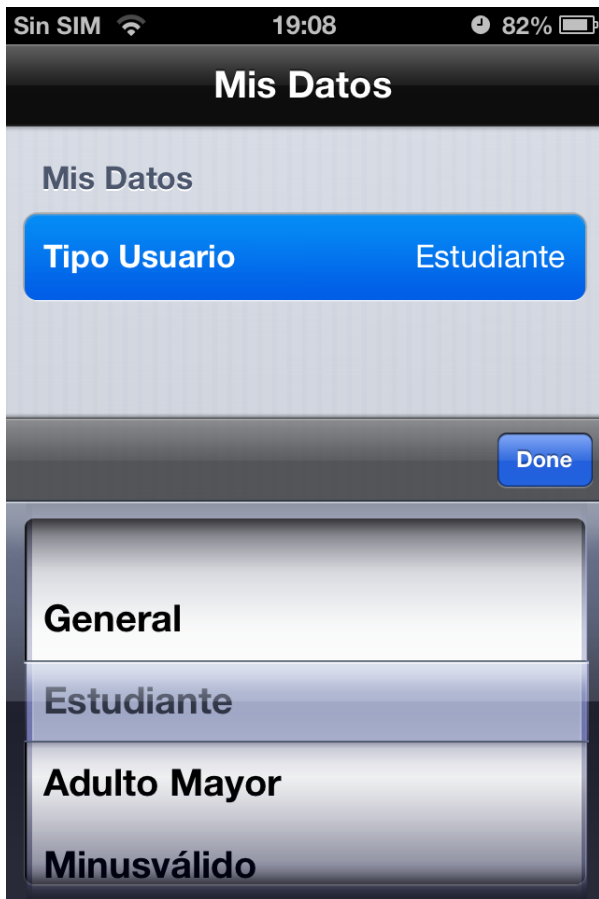 Sin SIM 19:08 82%
Mis Datos
Mis Datos
Tipo Usuario Estudiante
Done
General
Estudiante
Adulto Mayor
Minusválido